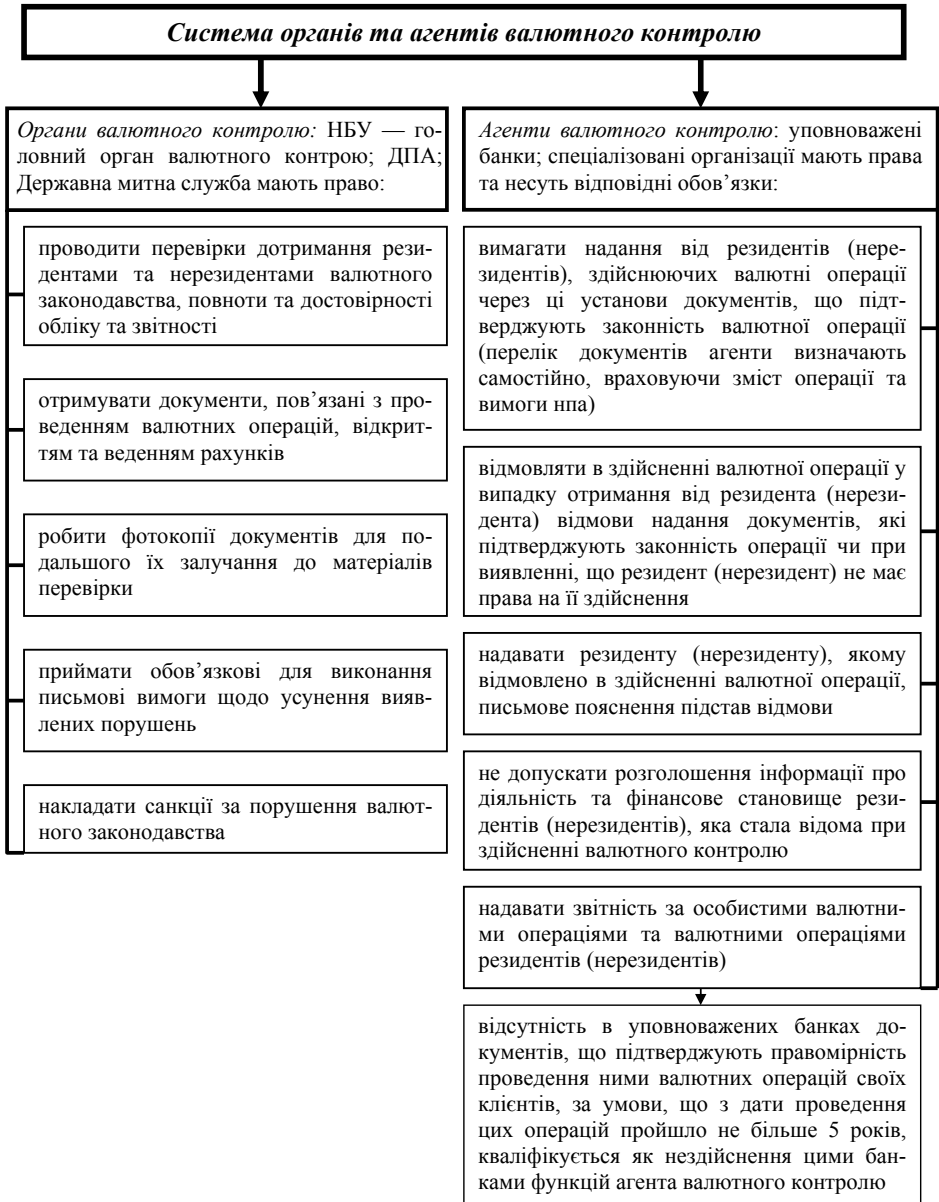 Система органів та агентів валютного контролю
Органи валютного контролю: НБУ — го-
ловний орган валютного контрою; ДПА;
Державна митна служба мають право:
проводити перевірки дотримання рези-
дентами та нерезидентами валютного
законодавства, повноти та достовірності
обліку та звітності
отримувати документи, пов’язані з про-
веденням валютних операцій, відкрит-
тям та веденням рахунків
робити фотокопії документів для по-
дальшого їх залучання до матеріалів
перевірки
приймати обов’язкові для виконання
письмові вимоги щодо усунення вияв-
лених порушень
накладати санкції за порушення валют-
ного законодавства
Агенти валютного контролю: уповноважені
банки; спеціалізовані організації мають права
та несуть відповідні обов’язки:
вимагати надання від резидентів (нере-
зидентів), здійснюючих валютні операції
через ці установи документів, що підт-
верджують законність валютної операції
(перелік документів агенти визначають
самостійно, враховуючи зміст операції та
вимоги нпа)
відмовляти в здійсненні валютної операції у
випадку отримання від резидента (нерези-
дента) відмови надання документів, які
підтверджують законність операції чи при
виявленні, що резидент (нерезидент) не має
права на її здійснення
надавати резиденту (нерезиденту), якому
відмовлено в здійсненні валютної операції,
письмове пояснення підстав відмови
не допускати розголошення інформації про
діяльність та фінансове становище рези-
дентів (нерезидентів), яка стала відома при
здійсненні валютного контролю
надавати звітність за особистими валютни-
ми операціями та валютними операціями
резидентів (нерезидентів)
відсутність в уповноважених банках до-
кументів, що підтверджують правомірність
проведення ними валютних операцій своїх
клієнтів, за умови, що з дати проведення
цих операцій пройшло не більше 5 років,
кваліфікується як нездійснення цими бан-
ками функцій агента валютного контролю